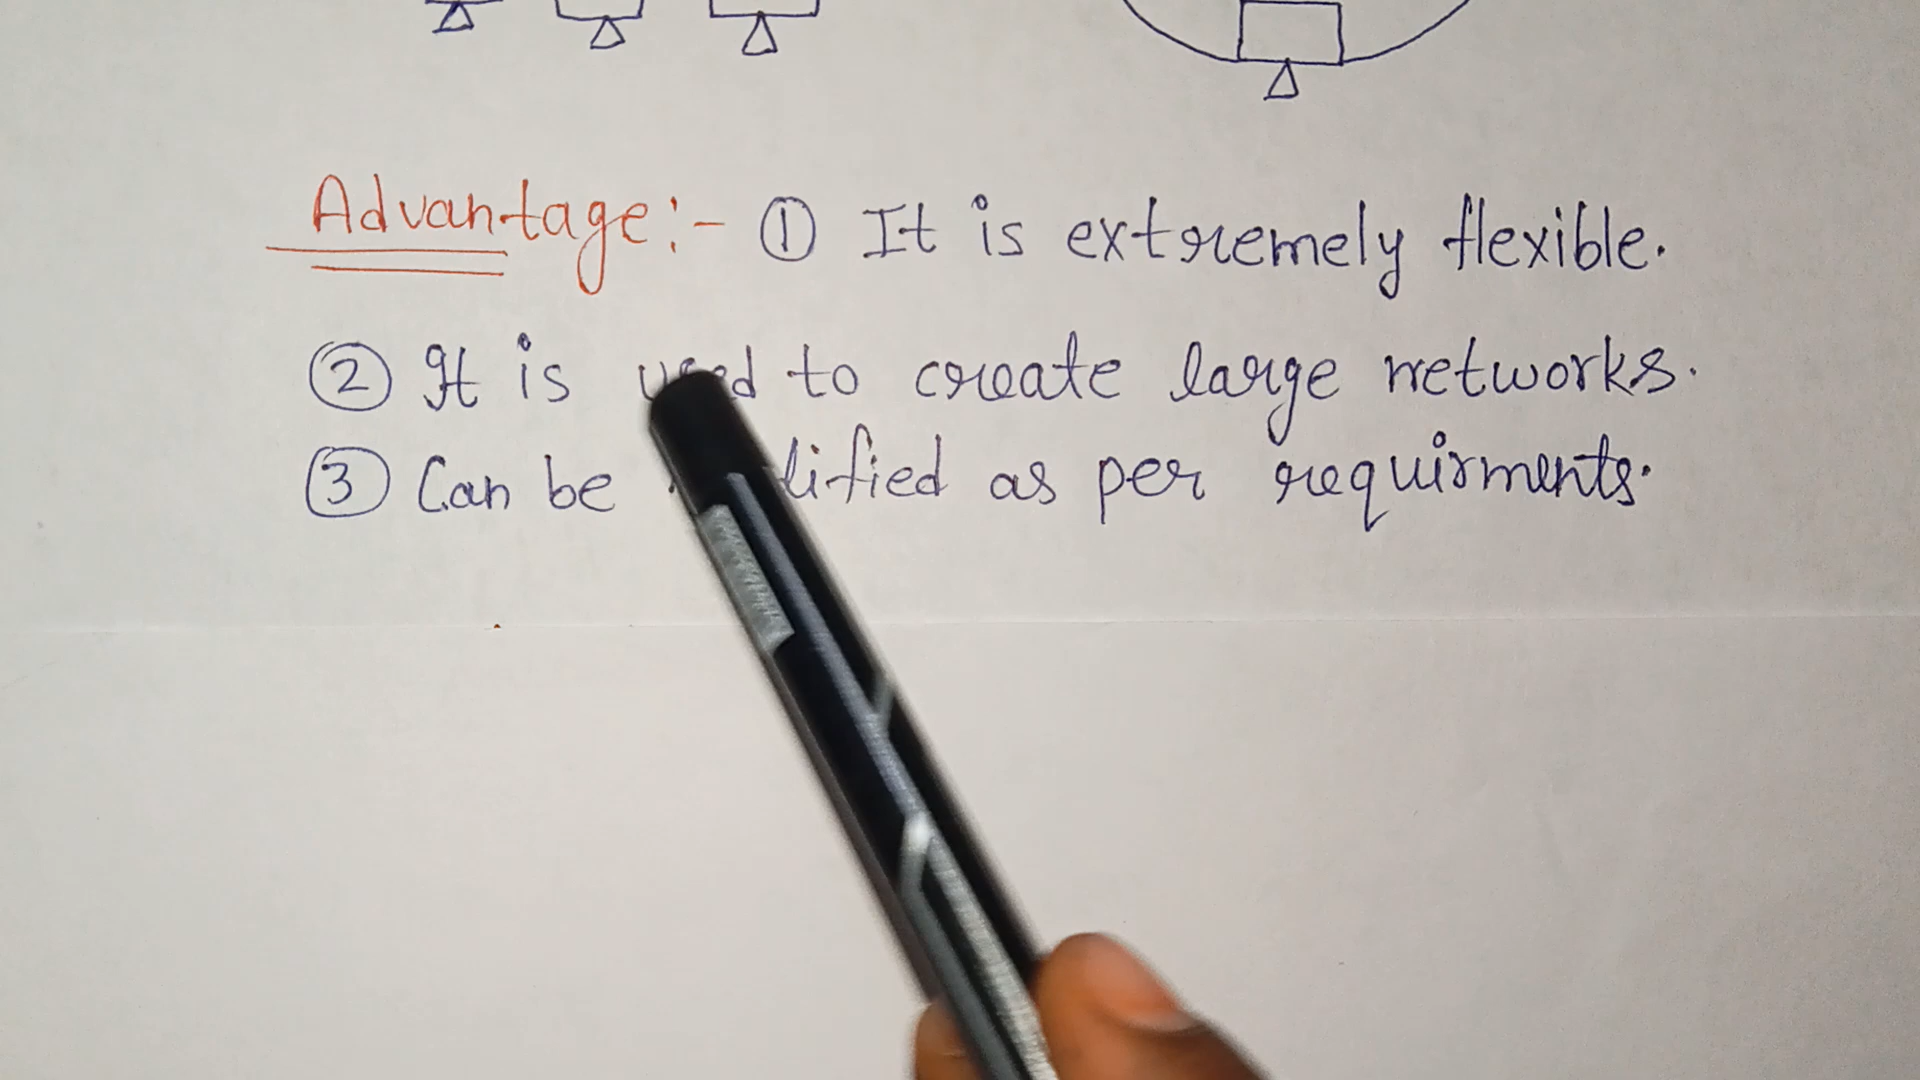 Advantage:- ① It is extremely flexible.
② It is used to create large networks.
③ Can be as per requirments.